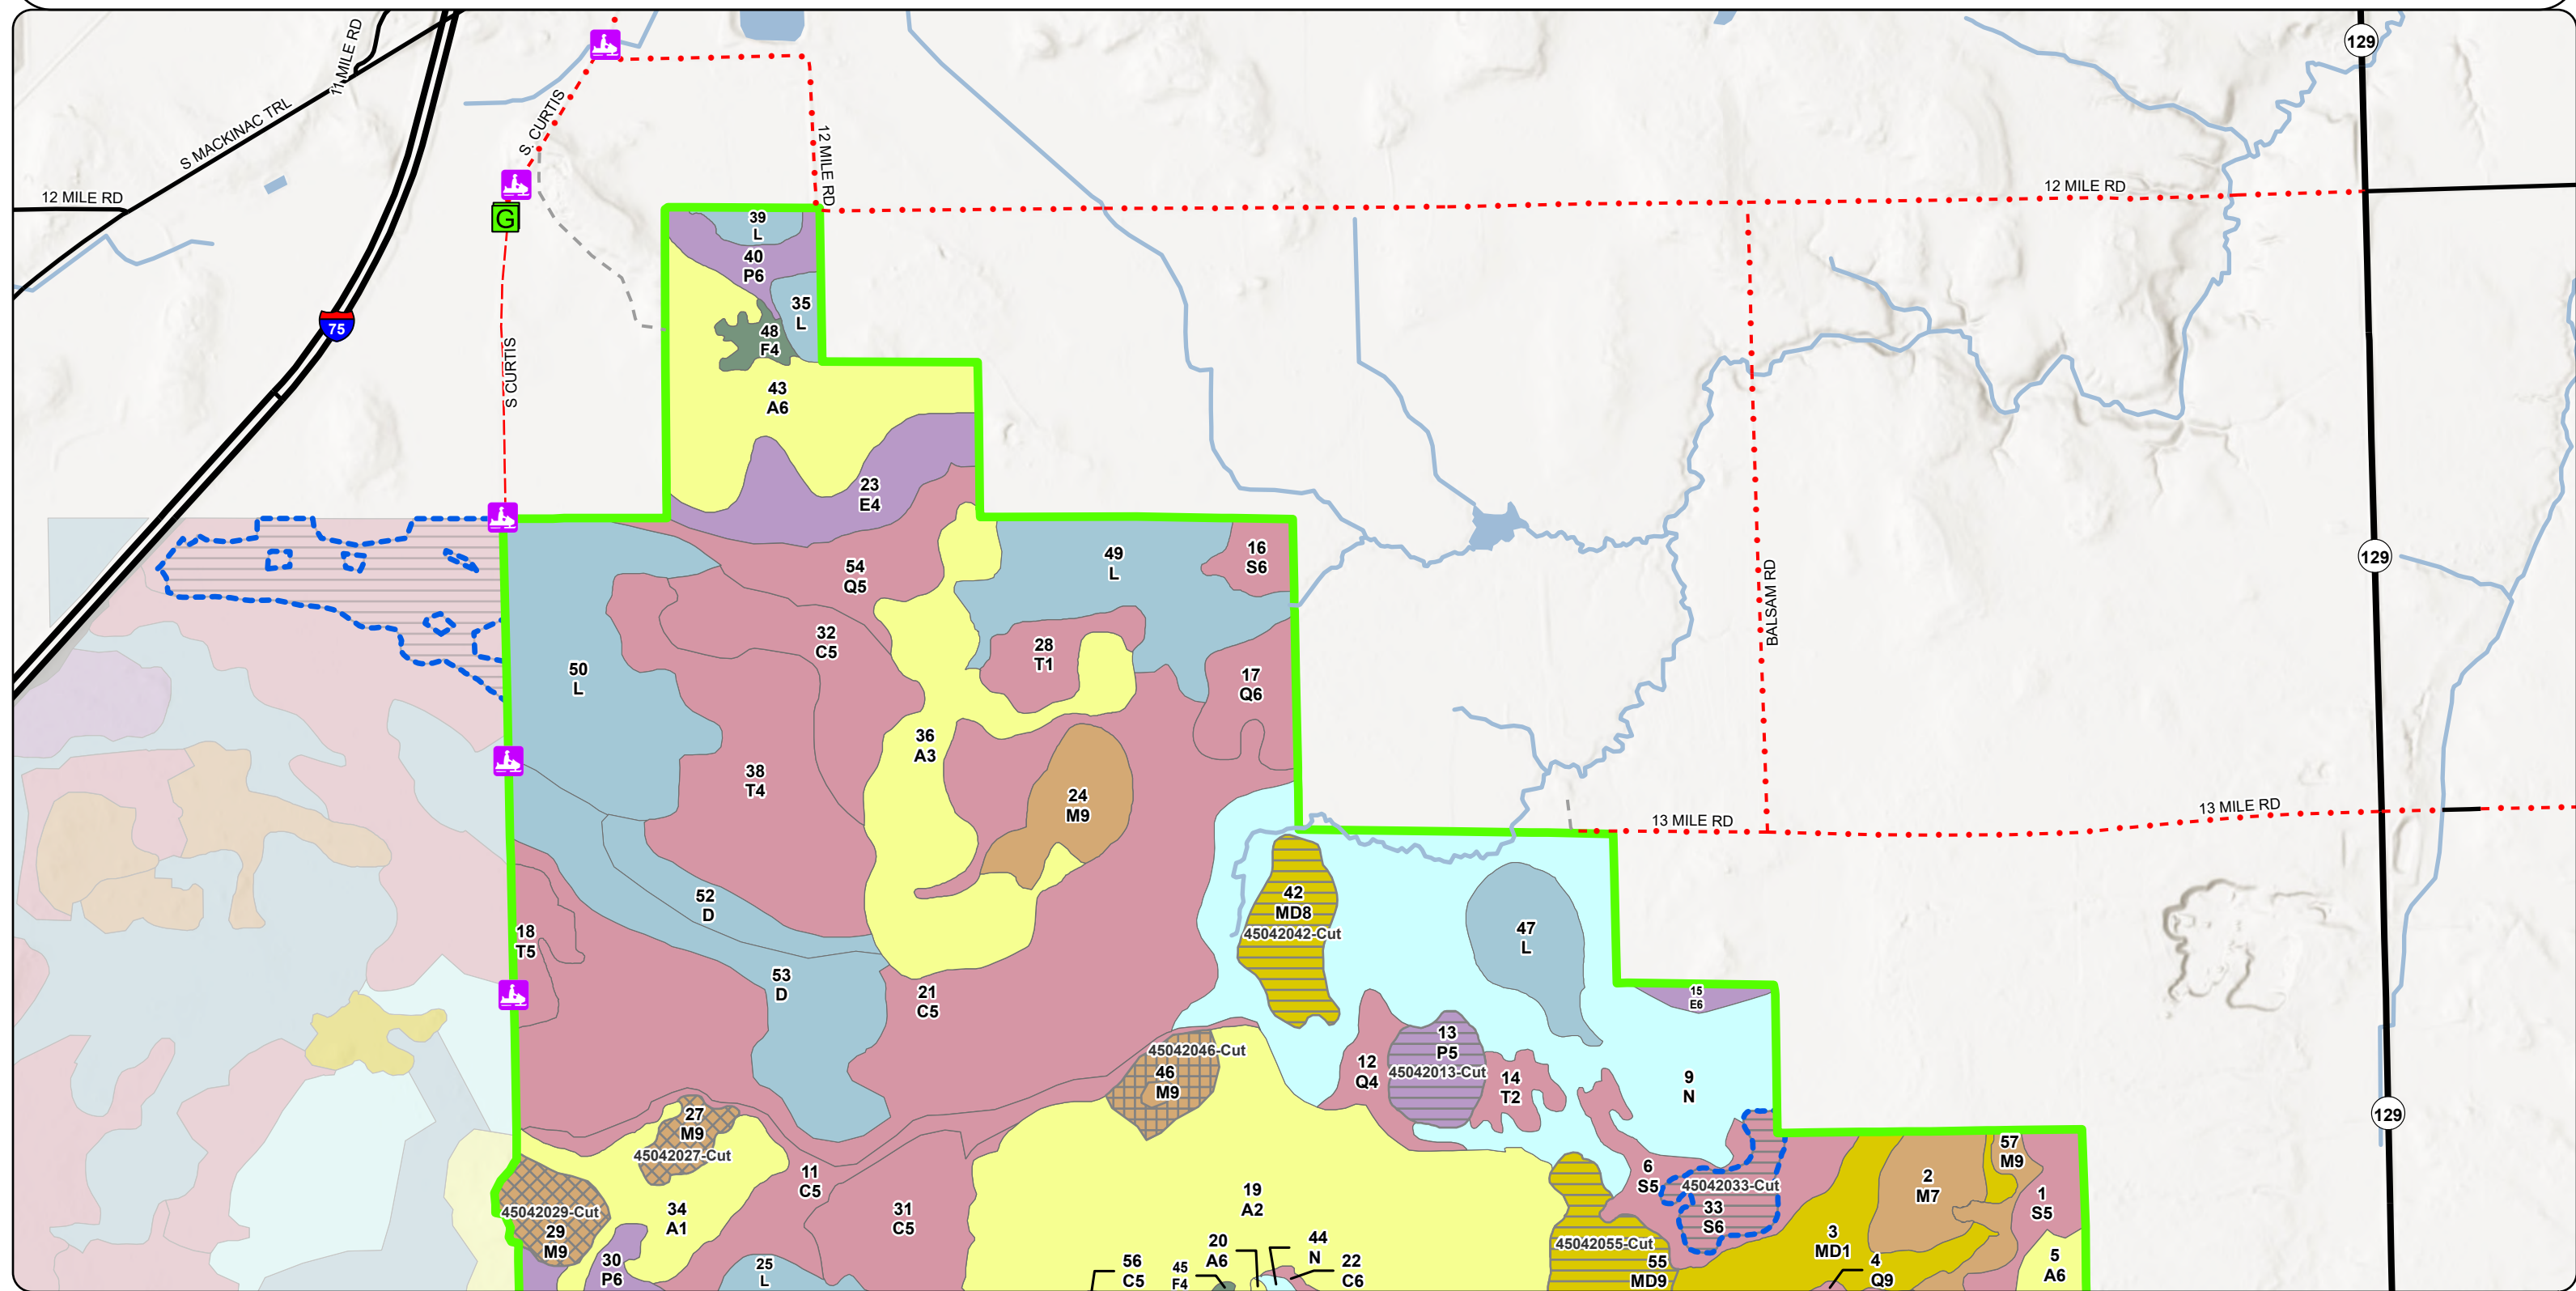 129
11 MILE RD
S MACKINAC TRL
S. CURTIS
12 MILE RD
12 MILE RD
12 MILE RD
G
39
L
40
P6
35
L
75
48
F4
S CURTIS
43
A6
23
E4
129
16
S6
49
L
54
Q5
BALSAM RD
32
C5
28
T1
50
L
17
Q6
36
A3
38
T4
24
M9
13 MILE RD
13 MILE RD
42
MD8
45042042-Cut
52
D
47
L
18
T5
53
D
21
C5
15
E6
13
P5
45042013-Cut
45042046-Cut
46
M9
12
Q4
14
T2
9
N
129
27
M9
45042027-Cut
57
M9
11
C5
6
S5
45042033-Cut
33
S6
2
M7
1
S5
19
A2
45042029-Cut
29
M9
34
A1
31
C5
3
MD1
45042055-Cut
55
MD9
20
A6
44
N
30
P6
25
L
56
C5
45
F4
22
C6
4
Q9
5
A6